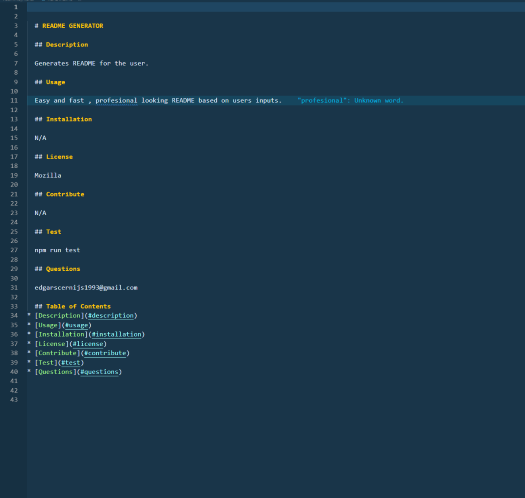 1
2
3 # README GENERATOR
4
5 ## Description
6
7 Generates README for the user.
8
9 ## Usage
10
11 Easy and fast , profesional looking README based on users inputs. "profesional": Unknown word.
12
13 ## Installation
14
15 N/A
16
17 ## License
18
19 Mozilla
20
21 ## Contribute
22
23 N/A
24
25 ## Test
26
27 npm run test
28
29 ## Questions
30
31 edgarscernijs1993@gmail.com
32
33 ## Table of Contents
34 * [Description](#description)
35 * [Usage](#usage)
36 * [Installation](#installation)
37 * [License](#license)
38 * [Contribute](#contribute)
39 * [Test](#test)
40 * [Questions](#questions)
41
42
43